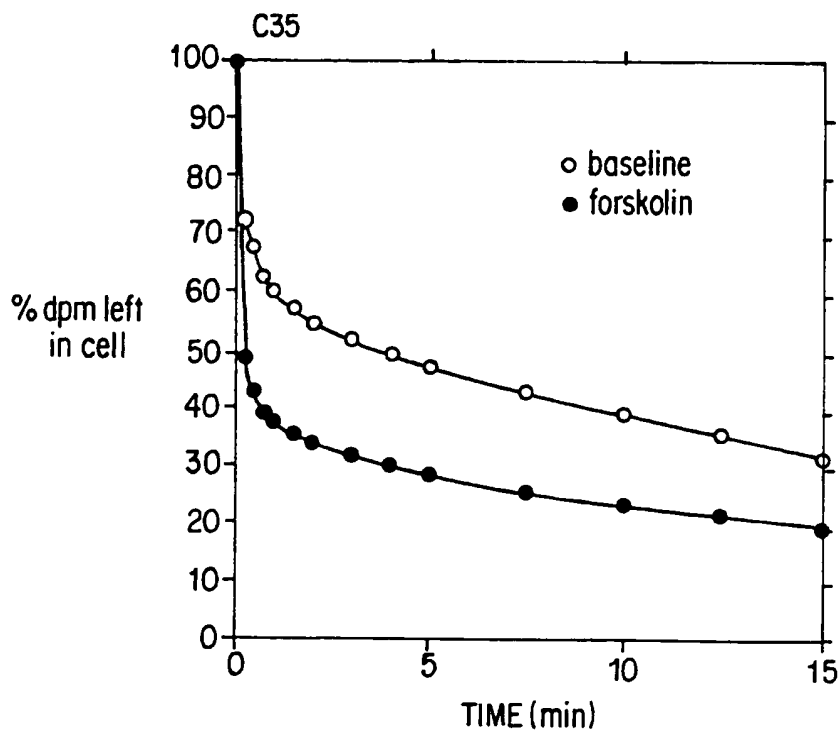 C35
100
90
80
70
60
50
40
30
20
10
0
% dpm left
in cell
○ baseline
● forskolin
0 5 10 15
TIME (min)